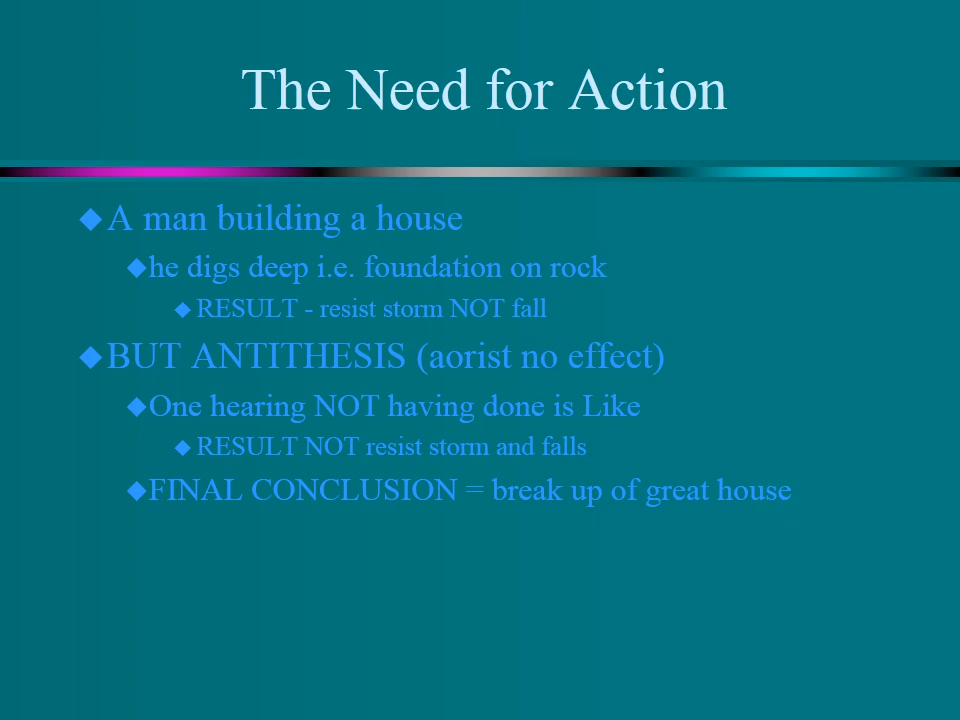 The Need for Action
A man building a house
he digs deep i.e. foundation on rock
RESULT - resist storm NOT fall
BUT ANTITHESIS (aorist no effect)
One hearing NOT having done is Like
RESULT NOT resist storm and falls
FINAL CONCLUSION = break up of great house